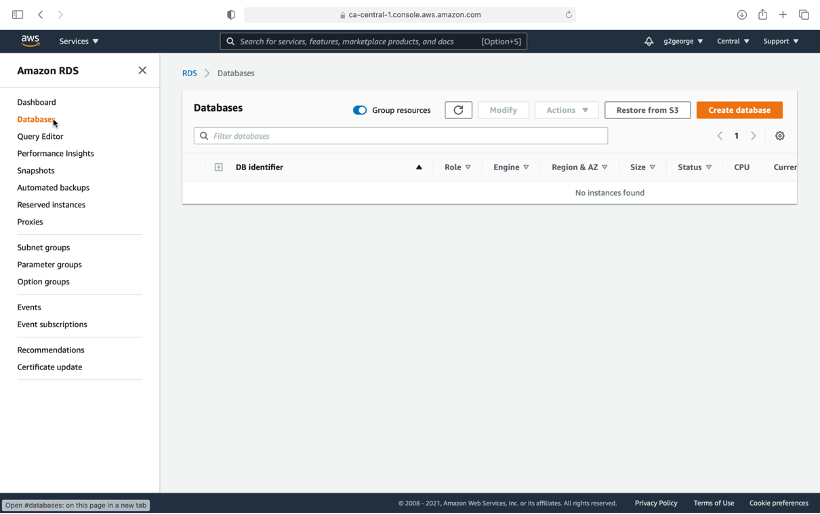 ca-central-1.console.aws.amazon.com
aws
Services
Search for services, features, marketplace products, and docs [Option+S]
g2george
Central
Support
Amazon RDS
Dashboard
Databases
Query Editor
Performance Insights
Snapshots
Automated backups
Reserved instances
Proxies
Subnet groups
Parameter groups
Option groups
Events
Event subscriptions
Recommendations
Certificate update
RDS > Databases
Databases
Group resources
Modify
Actions
Restore from S3
Create database
Filter databases
1
DB identifier Role Engine Region & AZ Size Status CPU Curren
No instances found
Open #databases: on this page in a new tab
© 2008 - 2021, Amazon Web Services, Inc. or its affiliates. All rights reserved. Privacy Policy Terms of Use Cookie preferences